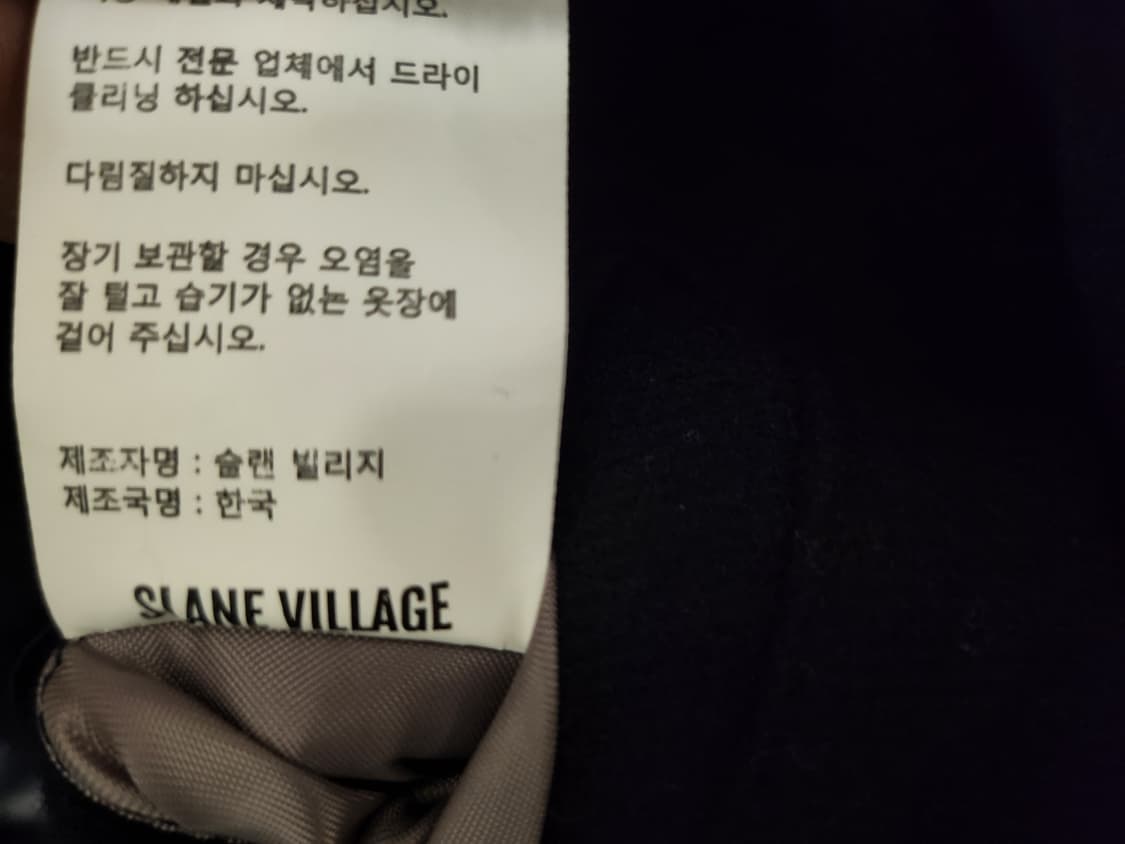 반드시 전문 업체에서 드라이
클리닝 하십시오.
다림질하지 마십시오.
장기 보관할 경우 오염을
잘 털고 습기가 없는 옷장에
걸어 주십시오.
제조자명 : 슬랜 빌리지
제조국명 : 한국
SLANE VILLAGE